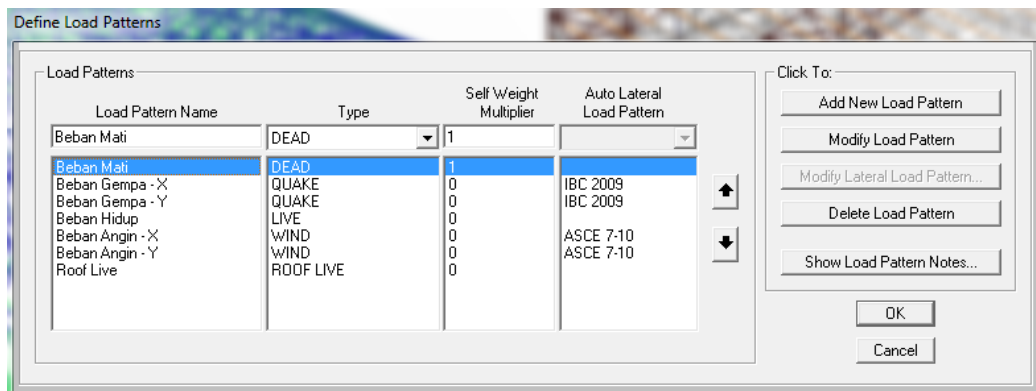 Define Load Patterns
Load Patterns
Load Pattern Name Type Self Weight Multiplier Auto Lateral Load Pattern
Beban Mati DEAD 1
Beban Mati DEAD 1
Beban Gempa - X QUAKE 0 IBC 2009
Beban Gempa - Y QUAKE 0 IBC 2009
Beban Hidup LIVE 0
Beban Angin - X WIND 0 ASCE 7-10
Beban Angin - Y WIND 0 ASCE 7-10
Roof Live ROOF LIVE 0
Click To:
Add New Load Pattern
Modify Load Pattern
Modify Lateral Load Pattern...
Delete Load Pattern
Show Load Pattern Notes...
OK
Cancel